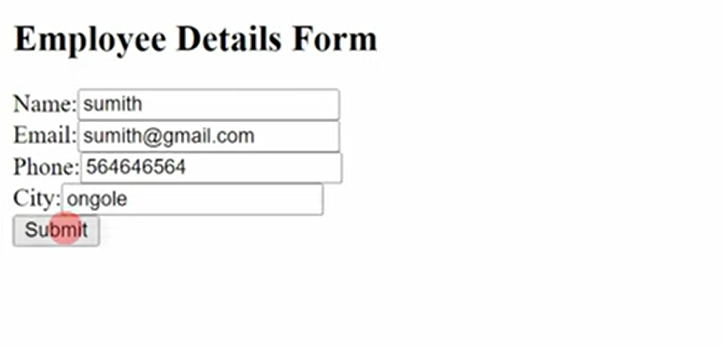 Employee Details Form
Name: sumith
Email: sumith@gmail.com
Phone: 564646564
City: ongole
Submit